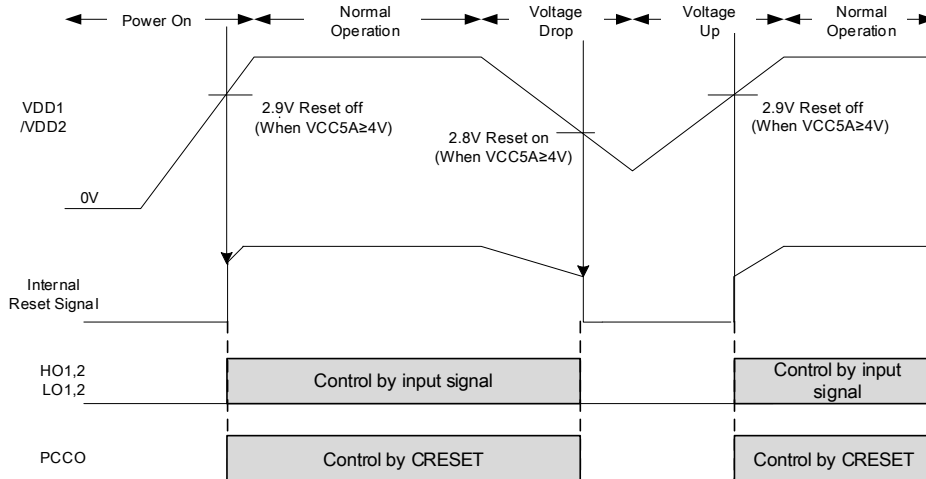 Power On
Normal
Operation
Voltage
Drop
Voltage
Up
Normal
Operation
VDD1
/VDD2
2.9V Reset off
(When VCC5A≥4V)
2.8V Reset on
(When VCC5A≥4V)
2.9V Reset off
(When VCC5A≥4V)
0V
Internal
Reset Signal
HO1,2
LO1,2
Control by input signal
Control by input
signal
PCCO
Control by CRESET
Control by CRESET